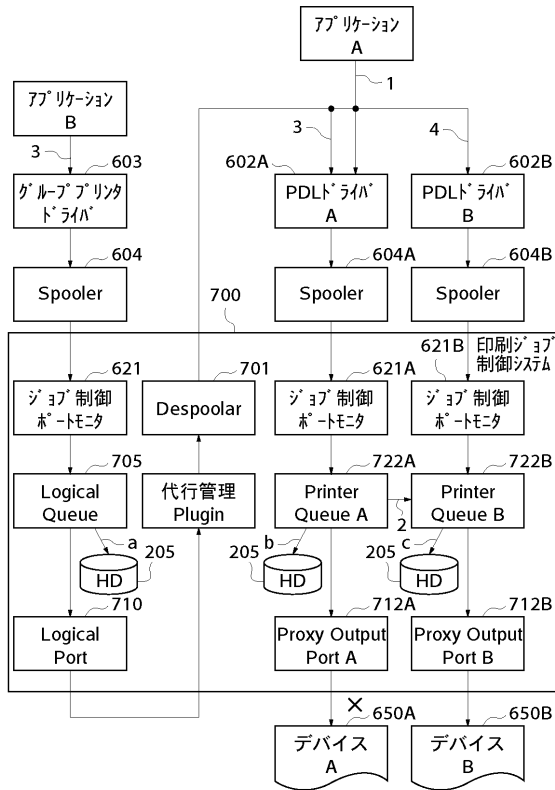 ｱﾌﾟﾘｹｰｼｮﾝ
A
1
ｱﾌﾟﾘｹｰｼｮﾝ
B
3
603
ｸﾞﾙｰﾌﾟﾌﾟﾘﾝﾀ
ﾄﾞﾗｲﾊﾞ
3
602A
PDLﾄﾞﾗｲﾊﾞ
A
4
602B
PDLﾄﾞﾗｲﾊﾞ
B
604
Spooler
604A
Spooler
604B
Spooler
700
印刷ｼﾞｮﾌﾞ
制御ｼｽﾃﾑ
621
ｼﾞｮﾌﾞ制御
ﾎﾟｰﾄﾓﾆﾀ
701
Despoolar
621A
ｼﾞｮﾌﾞ制御
ﾎﾟｰﾄﾓﾆﾀ
621B
ｼﾞｮﾌﾞ制御
ﾎﾟｰﾄﾓﾆﾀ
705
Logical
Queue
代行管理
Plugin
722A
Printer
Queue A
2
722B
Printer
Queue B
a
HD
205
b
205
HD
c
205
HD
710
Logical
Port
712A
Proxy Output
Port A
712B
Proxy Output
Port B
×
650A
デバイス
A
650B
デバイス
B